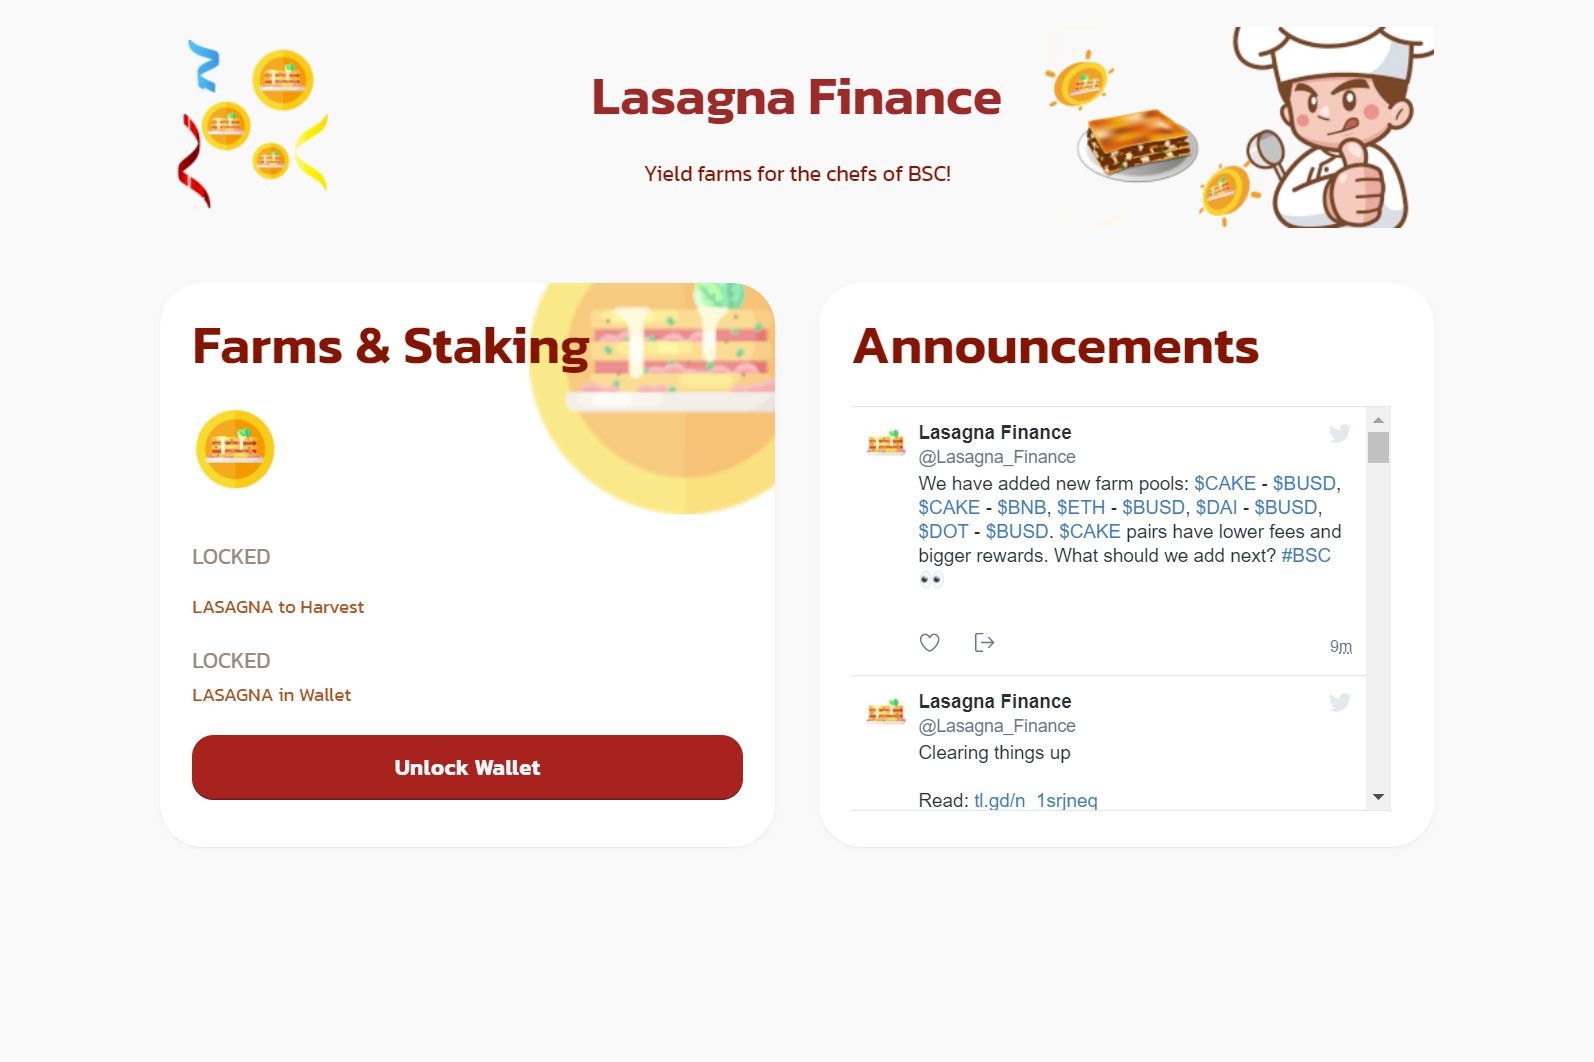 Lasagna Finance
Yield farms for the chefs of BSC!
Farms & Staking
LOCKED
LASAGNA to Harvest
LOCKED
LASAGNA in Wallet
Unlock Wallet
Announcements
Lasagna Finance
@Lasagna_Finance
We have added new farm pools: $CAKE - $BUSD,
$CAKE - $BNB, $ETH - $BUSD, $DAI - $BUSD,
$DOT - $BUSD. $CAKE pairs have lower fees and
bigger rewards. What should we add next? #BSC
👀
9m
Lasagna Finance
@Lasagna_Finance
Clearing things up
Read: tl.gd/n_1srjneq